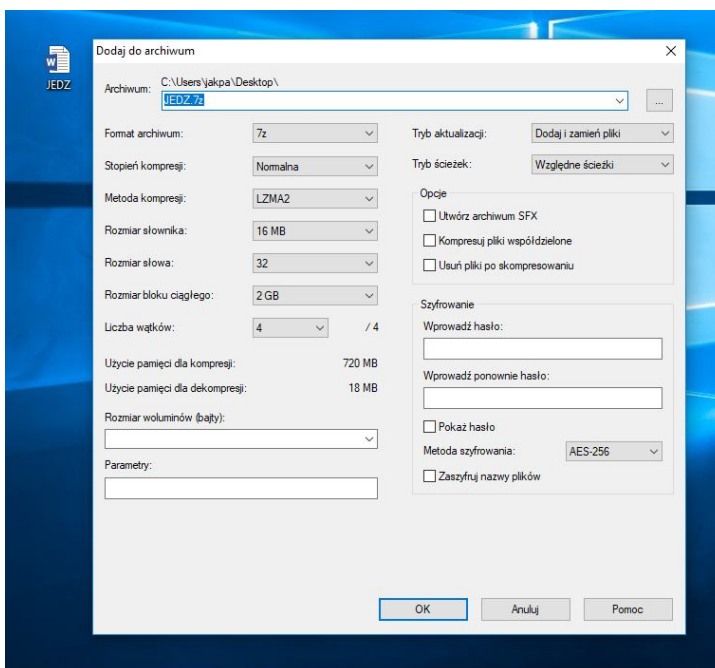 JEDZ
Dodaj do archiwum
Archiwum:
C:\Users\jakpa\Desktop\
JEDZ.7z
...
Format archiwum:
7z
Stopień kompresji:
Normalna
Metoda kompresji:
LZMA2
Rozmiar słownika:
16 MB
Rozmiar słowa:
32
Rozmiar bloku ciągłego:
2 GB
Liczba wątków:
4
/ 4
Użycie pamięci dla kompresji:
720 MB
Użycie pamięci dla dekompresji:
18 MB
Rozmiar woluminów (bajty):
Parametry:
Tryb aktualizacji:
Dodaj i zamień pliki
Tryb ścieżek:
Względne ścieżki
Opcje
Utwórz archiwum SFX
Kompresuj pliki współdzielone
Usuń pliki po skompresowaniu
Szyfrowanie
Wprowadź hasło:
Wprowadź ponownie hasło:
Pokaż hasło
Metoda szyfrowania:
AES-256
Zaszyfruj nazwy plików
OK
Anuluj
Pomoc